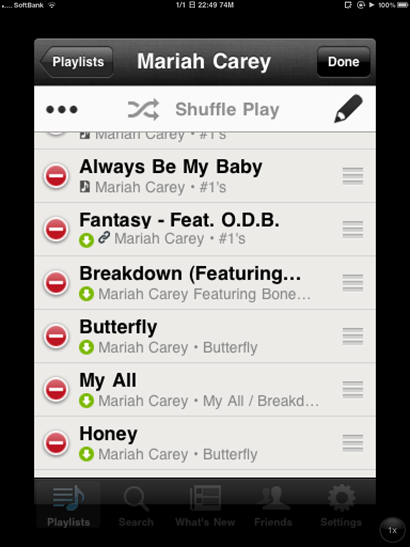 .... SoftBank 1/1 日 22:49 74M 100%
Playlists Mariah Carey Done
••• Shuffle Play
Mariah Carey • #1's
Always Be My Baby
Mariah Carey • #1's
Fantasy - Feat. O.D.B.
Mariah Carey • #1's
Breakdown (Featuring...
Mariah Carey Featuring Bone...
Butterfly
Mariah Carey • Butterfly
My All
Mariah Carey • My All / Breakd...
Honey
Mariah Carey • Butterfly
Playlists Search What's New Friends Settings
1x